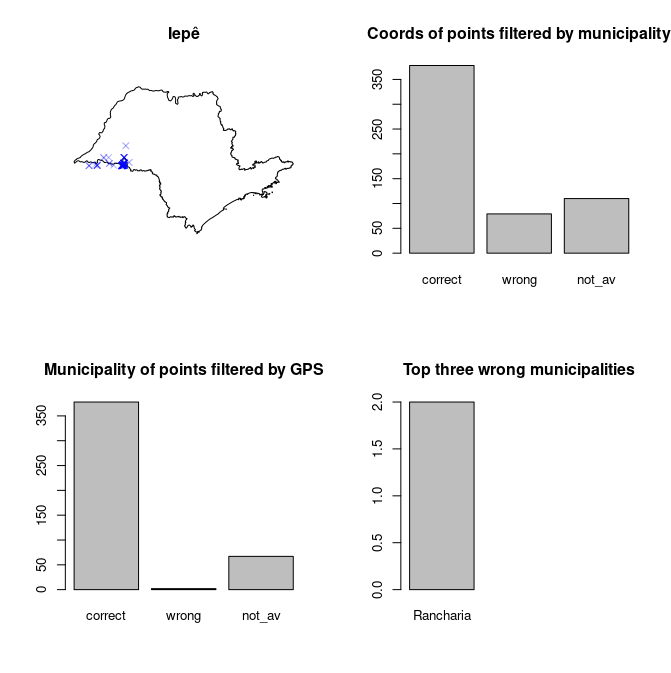 Iepê
Coords of points filtered by municipality
350
250
150
50
0
correct wrong not_av
Municipality of points filtered by GPS
350
250
150
50
0
correct wrong not_av
Top three wrong municipalities
2.0
1.5
1.0
0.5
0.0
Rancharia